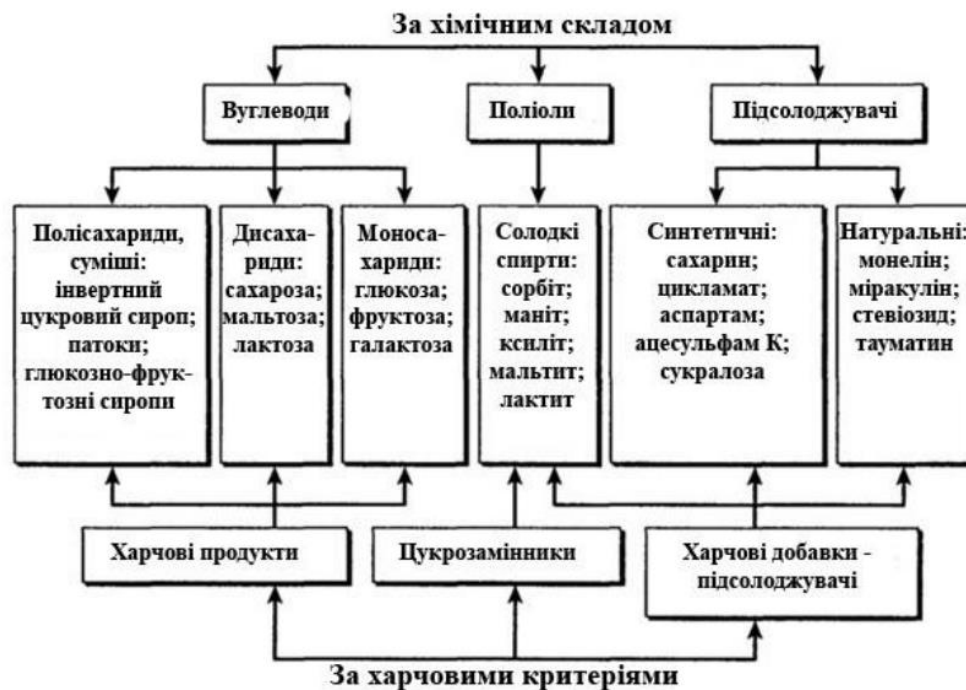 За хімічним складом
Вуглеводи
Поліоли
Підсолоджувачі
Полісахариди,
суміші:
інвертний
цукровий сироп;
патоки;
глюкозно-фрук-
тозні сиропи
Дисаха-
риди:
сахароза;
мальтоза;
лактоза
Моноса-
хариди:
глюкоза;
фруктоза;
галактоза
Солодкі
спирти:
сорбіт;
маніт;
ксиліт;
мальтит;
лактит
Синтетичні:
сахарин;
цикламат;
аспартам;
ацесульфам К;
сукралоза
Натуральні:
монелін;
міракулін;
стевіозид;
тауматин
Харчові продукти
Цукрозамінники
Харчові добавки -
підсолоджувачі
За харчовими критеріями